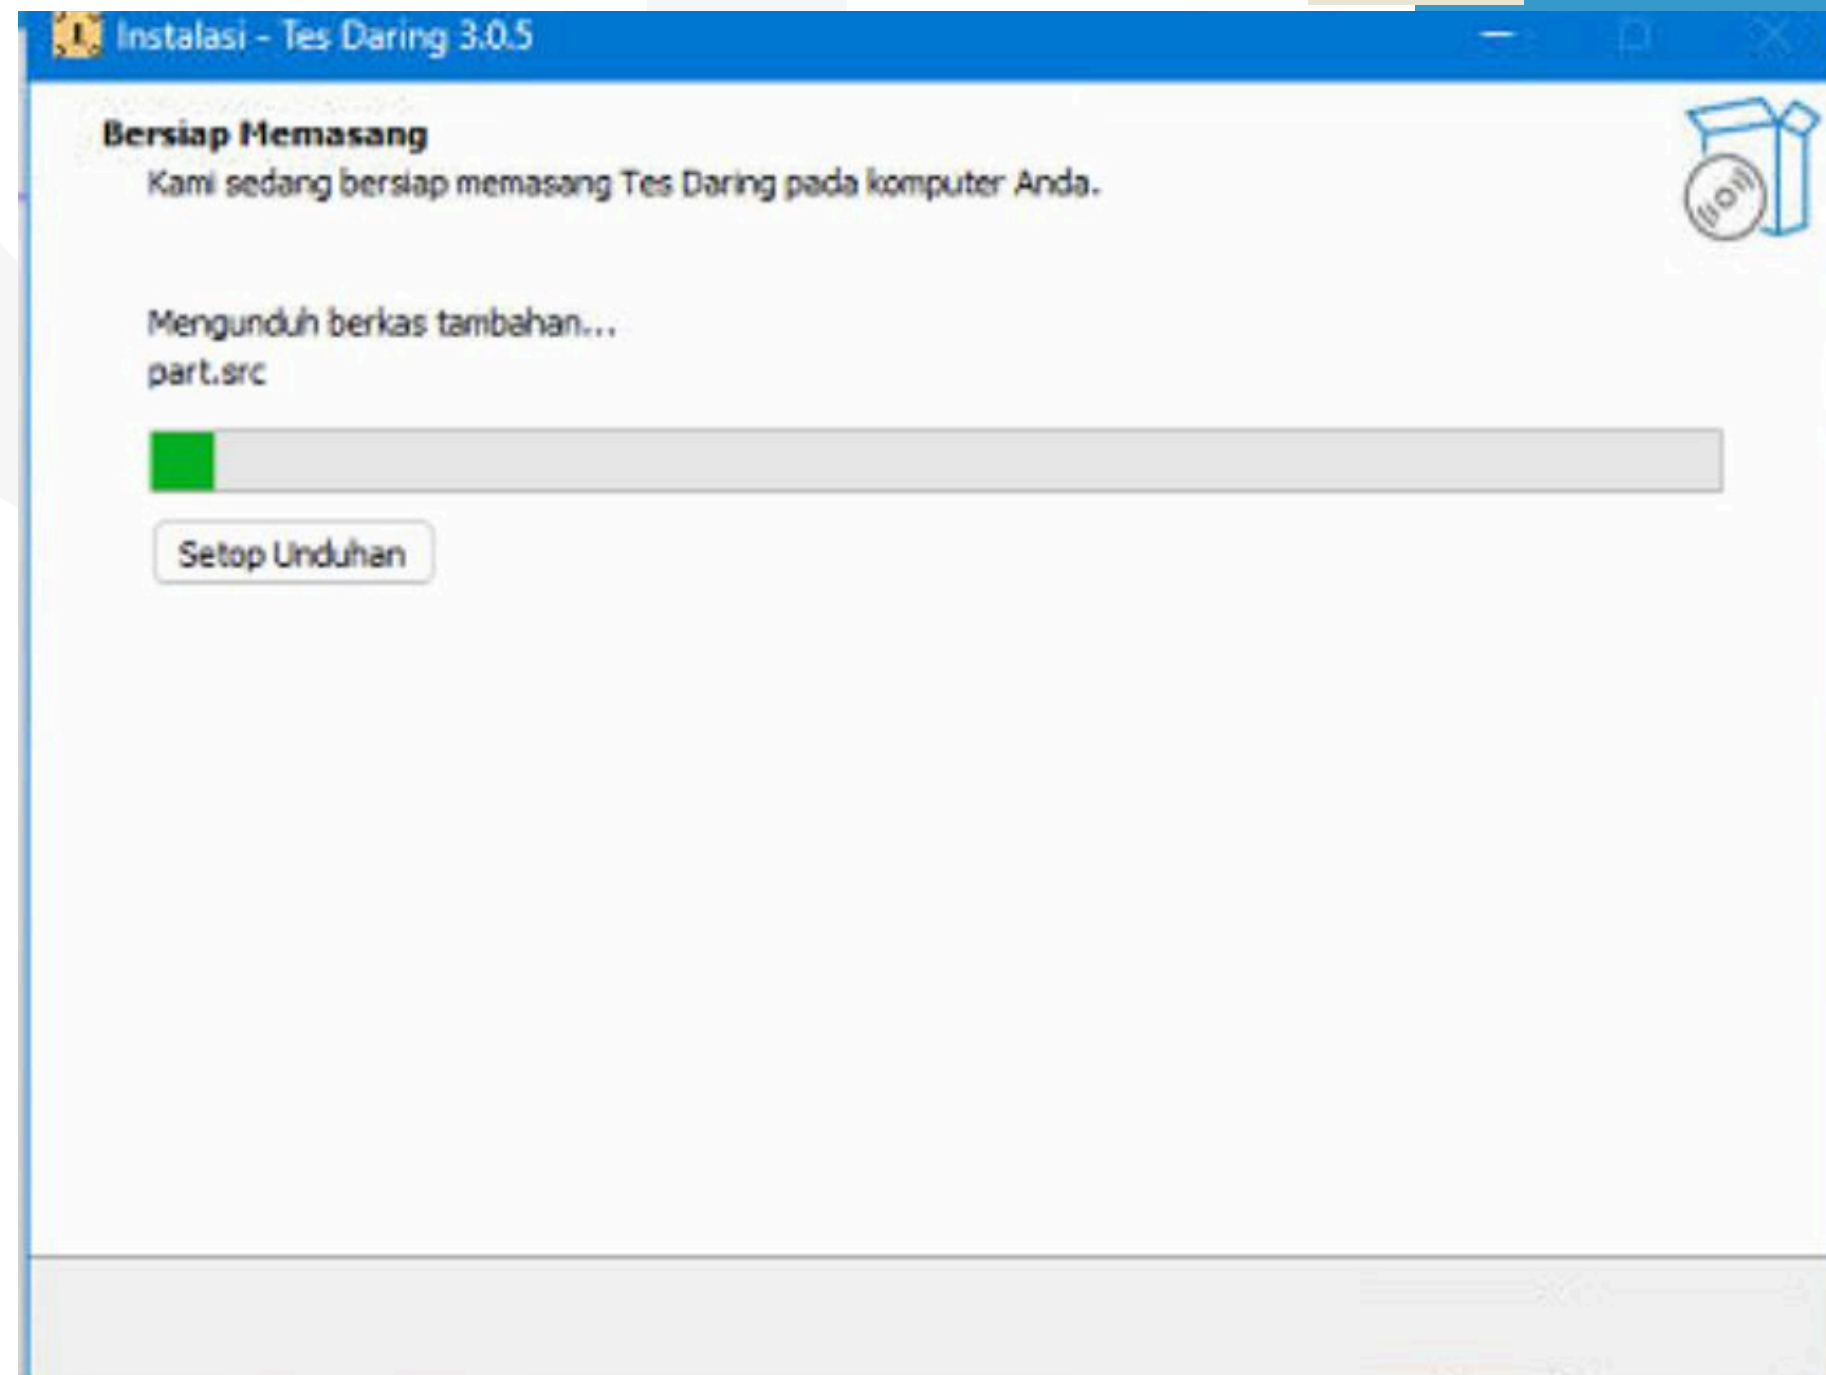 Instalasi - Tes Daring 3.0.5
Bersiap Memasang
Kami sedang bersiap memasang Tes Daring pada komputer Anda.
Mengunduh berkas tambahan...
part.src
Setop Unduhan